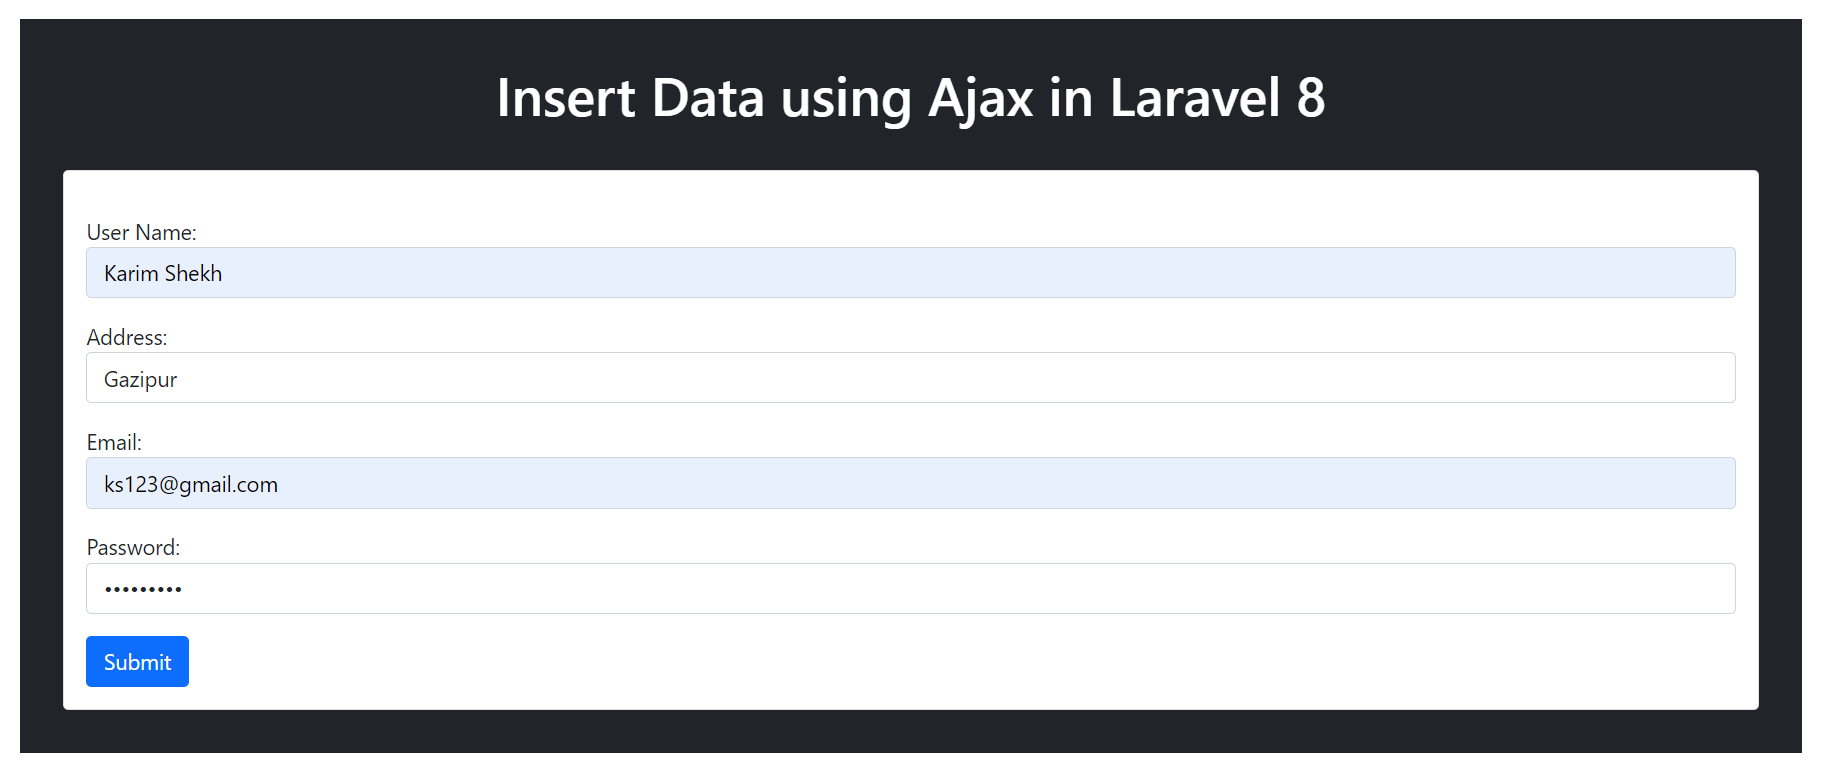 Insert Data using Ajax in Laravel 8
User Name:
Karim Shekh
Address:
Gazipur
Email:
ks123@gmail.com
Password:
•••••••••
Submit